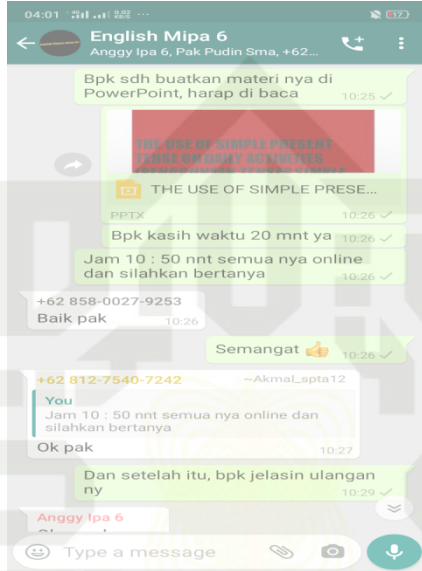 04:01
English Mipa 6
Anggy Ipa 6, Pak Pudin Sma, +62...
Bpk sdh buatkan materi nya di
PowerPoint, harap di baca 10:25
THE USE OF SIMPLE PRESENT
TENSE ON DAILY ACTIVITIES
THE USE OF SIMPLE PRESE...
PPTX 10:26
Bpk kasih waktu 20 mnt ya 10:26
Jam 10 : 50 nnt semua nya online
dan silahkan bertanya 10:26
+62 858-0027-9253
Baik pak 10:26
Semangat 👍 10:26
+62 812-7540-7242 ~Akmal_spta12
You
Jam 10 : 50 nnt semua nya online dan
silahkan bertanya
Ok pak 10:27
Dan setelah itu, bpk jelasin ulangan
ny 10:29
Anggy Ipa 6
Type a message